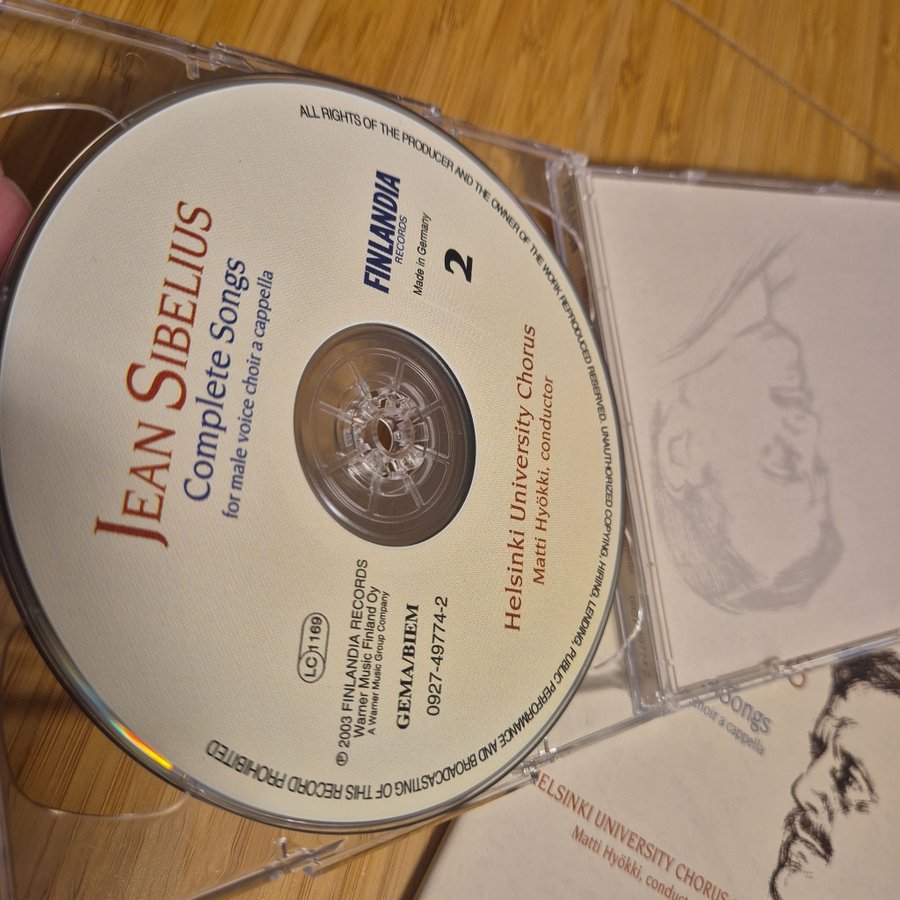 JEAN SIBELIUS
Complete Songs
for male voice choir a cappella
FINLANDIA
RECORDS
Made in Germany
2
LC 1169
℗ 2003 FINLANDIA RECORDS
Warner Music Finland Oy
A Warner Music Group Company
GEMA/BIEM
0927-49774-2
Helsinki University Chorus
Matti Hyökki, conductor
ALL RIGHTS OF THE PRODUCER AND THE OWNER OF THE WORK REPRODUCED RESERVED. UNAUTHORIZED COPYING, HIRING, LENDING, PUBLIC PERFORMANCE AND BROADCASTING OF THIS RECORD PROHIBITED
Songs
choir a cappella
HELSINKI UNIVERSITY CHORUS
Matti Hyökki, conduct